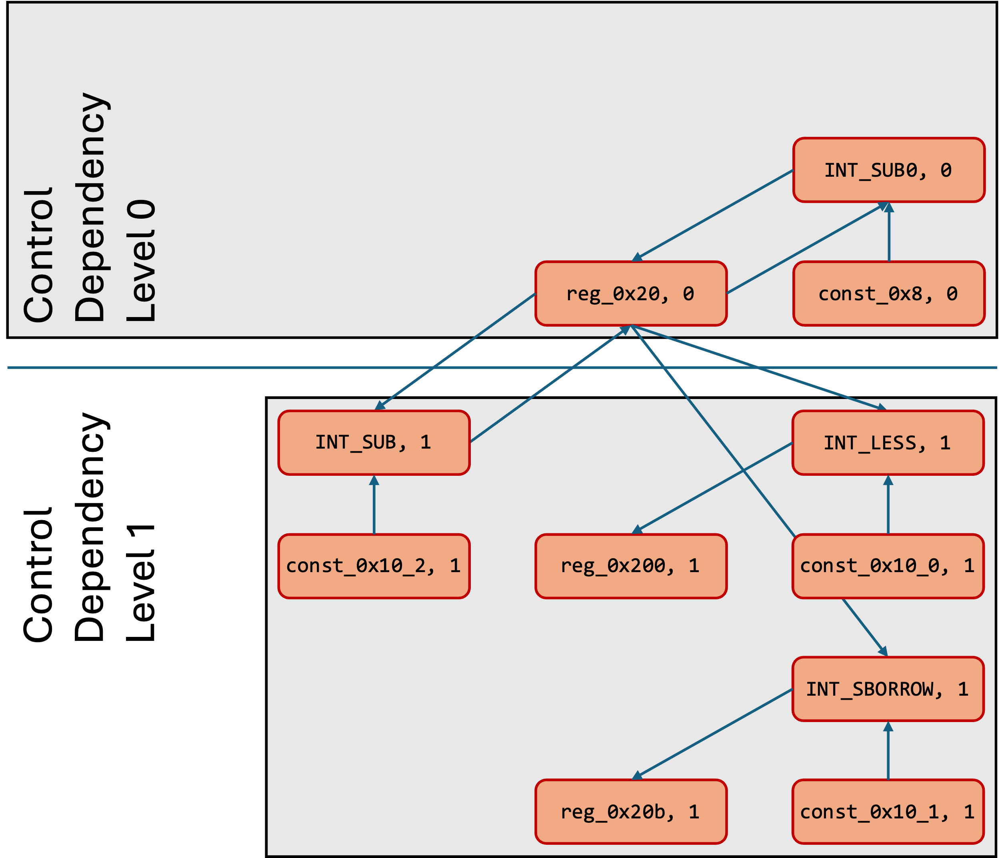 Control
Dependency
Level 0
INT_SUB0, 0
reg_0x20, 0
const_0x8, 0
Control
Dependency
Level 1
INT_SUB, 1
INT_LESS, 1
const_0x10_2, 1
reg_0x200, 1
const_0x10_0, 1
INT_SBORROW, 1
reg_0x20b, 1
const_0x10_1, 1